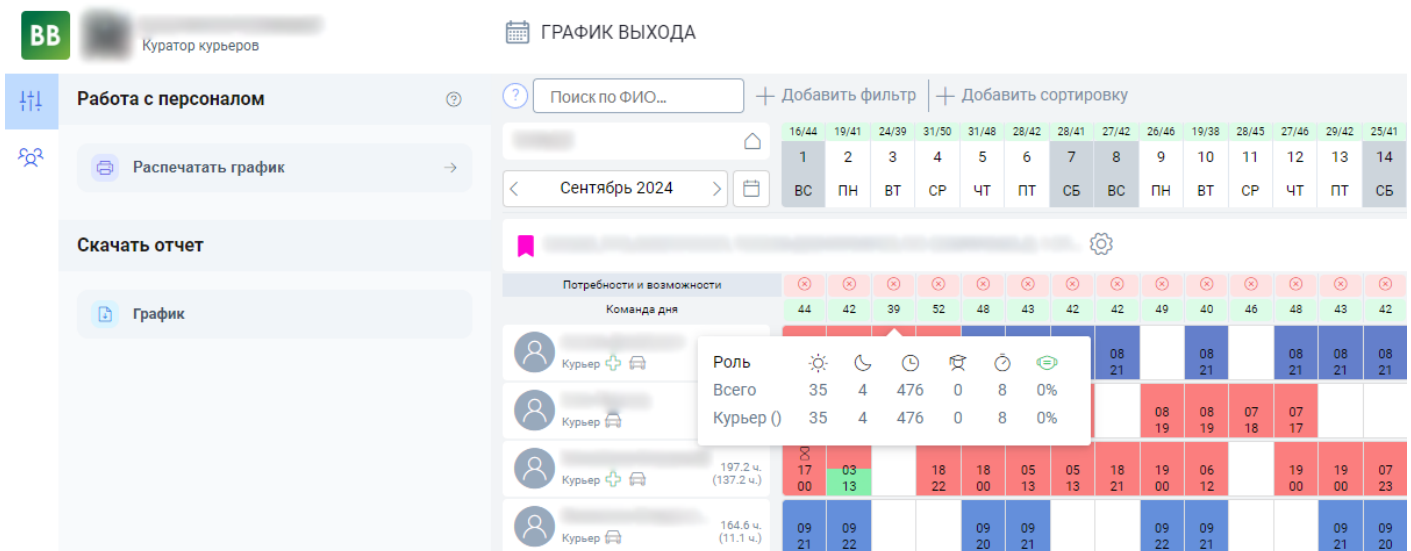 ВВ
Куратор курьеров
ГРАФИК ВЫХОДА
Работа с персоналом ?
Распечатать график →
Скачать отчет
График
? Поиск по ФИО... + Добавить фильтр + Добавить сортировку
16/44 19/41 24/39 31/50 31/48 28/42 28/41 27/42 26/46 19/38 28/45 27/46 29/42 25/41
1 2 3 4 5 6 7 8 9 10 11 12 13 14
< Сентябрь 2024 > ВС ПН ВТ СР ЧТ ПТ СБ ВС ПН ВТ СР ЧТ ПТ СБ
Потребности и возможности
Команда дня 44 42 39 52 48 43 42 42 49 40 46 48 43 42
Курьер
08 08 08 08 08
21 21 21 21 21
Роль
Всего 35 4 476 0 8 0%
Курьер () 35 4 476 0 8 0%
Курьер
08 08 07 07
19 19 18 17
Курьер
197.2 ч.
(137.2 ч.)
17 03 18 18 05 05 18 19 06 19 19 07
00 13 22 00 13 13 21 00 12 00 00 23
Курьер
164.6 ч.
(11.1 ч.)
09 09 09 09 09 09 09 09
21 22 20 21 22 21 21 20